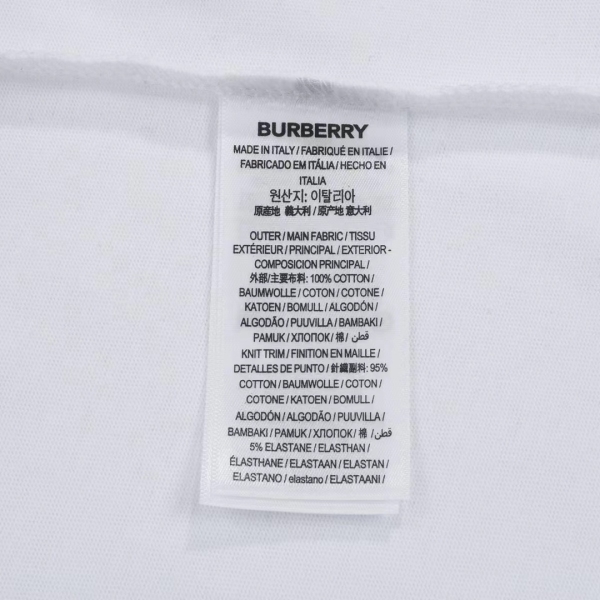 BURBERRY
MADE IN ITALY / FABRIQUÉ EN ITALIE /
FABRICADO EM ITÁLIA / HECHO EN
ITALIA
원산지: 이탈리아
原産地 義大利 / 原产地 意大利
OUTER / MAIN FABRIC / TISSU
EXTÉRIEUR / PRINCIPAL / EXTERIOR -
COMPOSICION PRINCIPAL /
外部/主要布料: 100% COTTON /
BAUMWOLLE / COTON / COTONE /
KATOEN / BOMULL / ALGODÓN /
ALGODÃO / PUUVILLA / BAMBAKI /
PAMUK / ХЛОПОК / 棉 / قطن /
KNIT TRIM / FINITION EN MAILLE /
DETALLES DE PUNTO / 針織副料: 95%
COTTON / BAUMWOLLE / COTON /
COTONE / KATOEN / BOMULL /
ALGODÓN / ALGODÃO / PUUVILLA /
BAMBAKI / PAMUK / ХЛОПОК / 棉 / قطن/
5% ELASTANE / ELASTHAN /
ÉLASTHANE / ELASTAAN / ELASTAN /
ELASTANO / elastano / ELASTAANI /